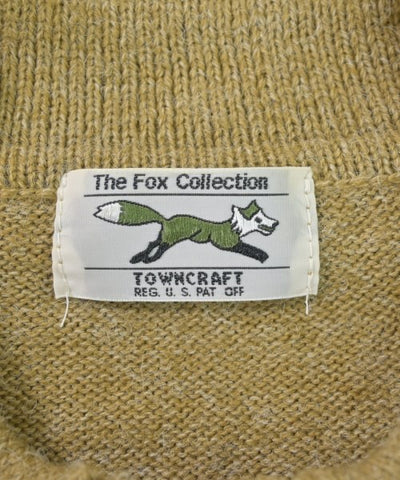 The Fox Collection
TOWNCRAFT
REG. U. S. PAT OFF